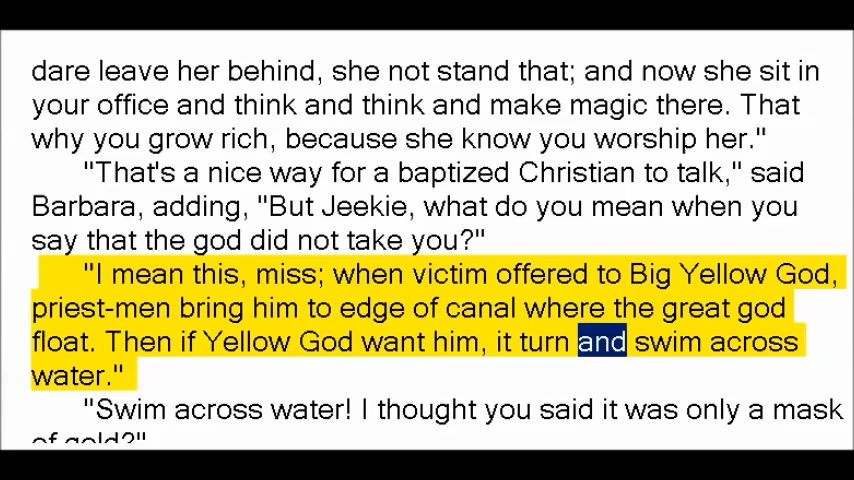 dare leave her behind, she not stand that; and now she sit in
your office and think and think and make magic there. That
why you grow rich, because she know you worship her."
"That's a nice way for a baptized Christian to talk," said
Barbara, adding, "But Jeekie, what do you mean when you
say that the god did not take you?"
"I mean this, miss; when victim offered to Big Yellow God,
priest-men bring him to edge of canal where the great god
float. Then if Yellow God want him, it turn and swim across
water."
"Swim across water! I thought you said it was only a mask
of gold?"